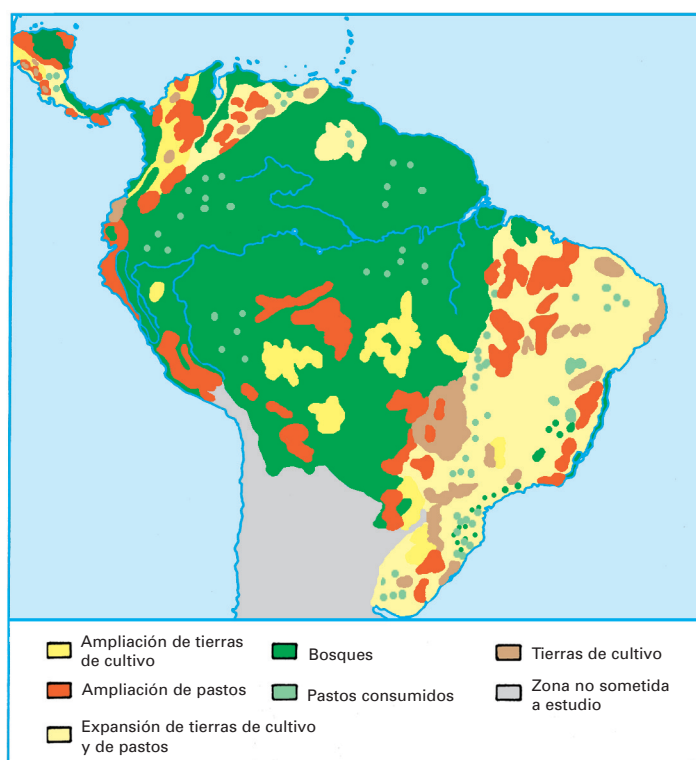 Ampliación de tierras
de cultivo
Ampliación de pastos
Expansión de tierras de cultivo
y de pastos
Bosques
Pastos consumidos
Tierras de cultivo
Zona no sometida
a estudio